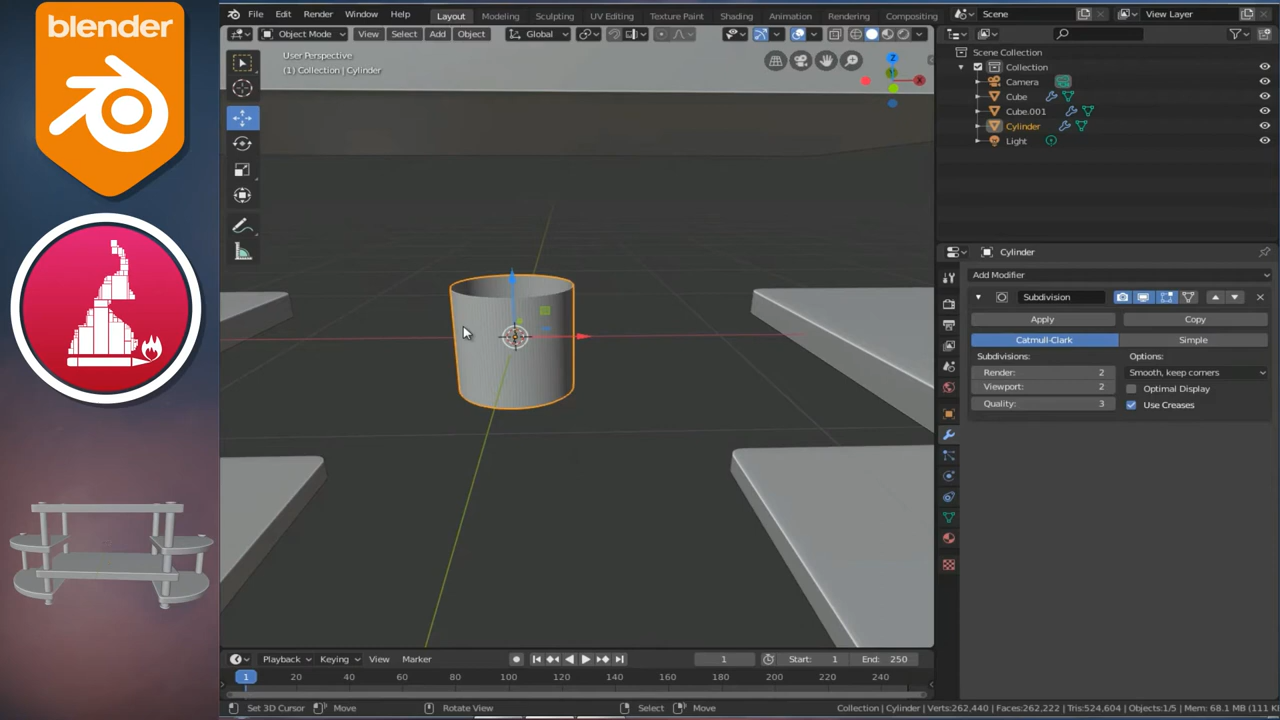 blender
File Edit Render Window Help
Layout Modeling Sculpting UV Editing Texture Paint Shading Animation Rendering Compositing
Scene
View Layer
Object Mode View Select Add Object
Global
User Perspective
(1) Collection | Cylinder
Z
Y
X
Scene Collection
Collection
Camera
Cube
Cube.001
Cylinder
Light
Cylinder
Add Modifier
Subdivision
Apply Copy
Catmull-Clark Simple
Subdivisions: Options:
Render: 2 Smooth, keep corners
Viewport: 2 Optimal Display
Quality: 3 Use Creases
Playback Keying View Marker
1 Start: 1 End: 250
1 20 40 60 80 100 120 140 160 180 200 220 240
Set 3D Cursor Move Rotate View Select Move Collection | Cylinder | Verts:262,440 | Faces:262,222 | Tris:524,604 | Objects:1/5 | Mem: 68.1 MB (111 K